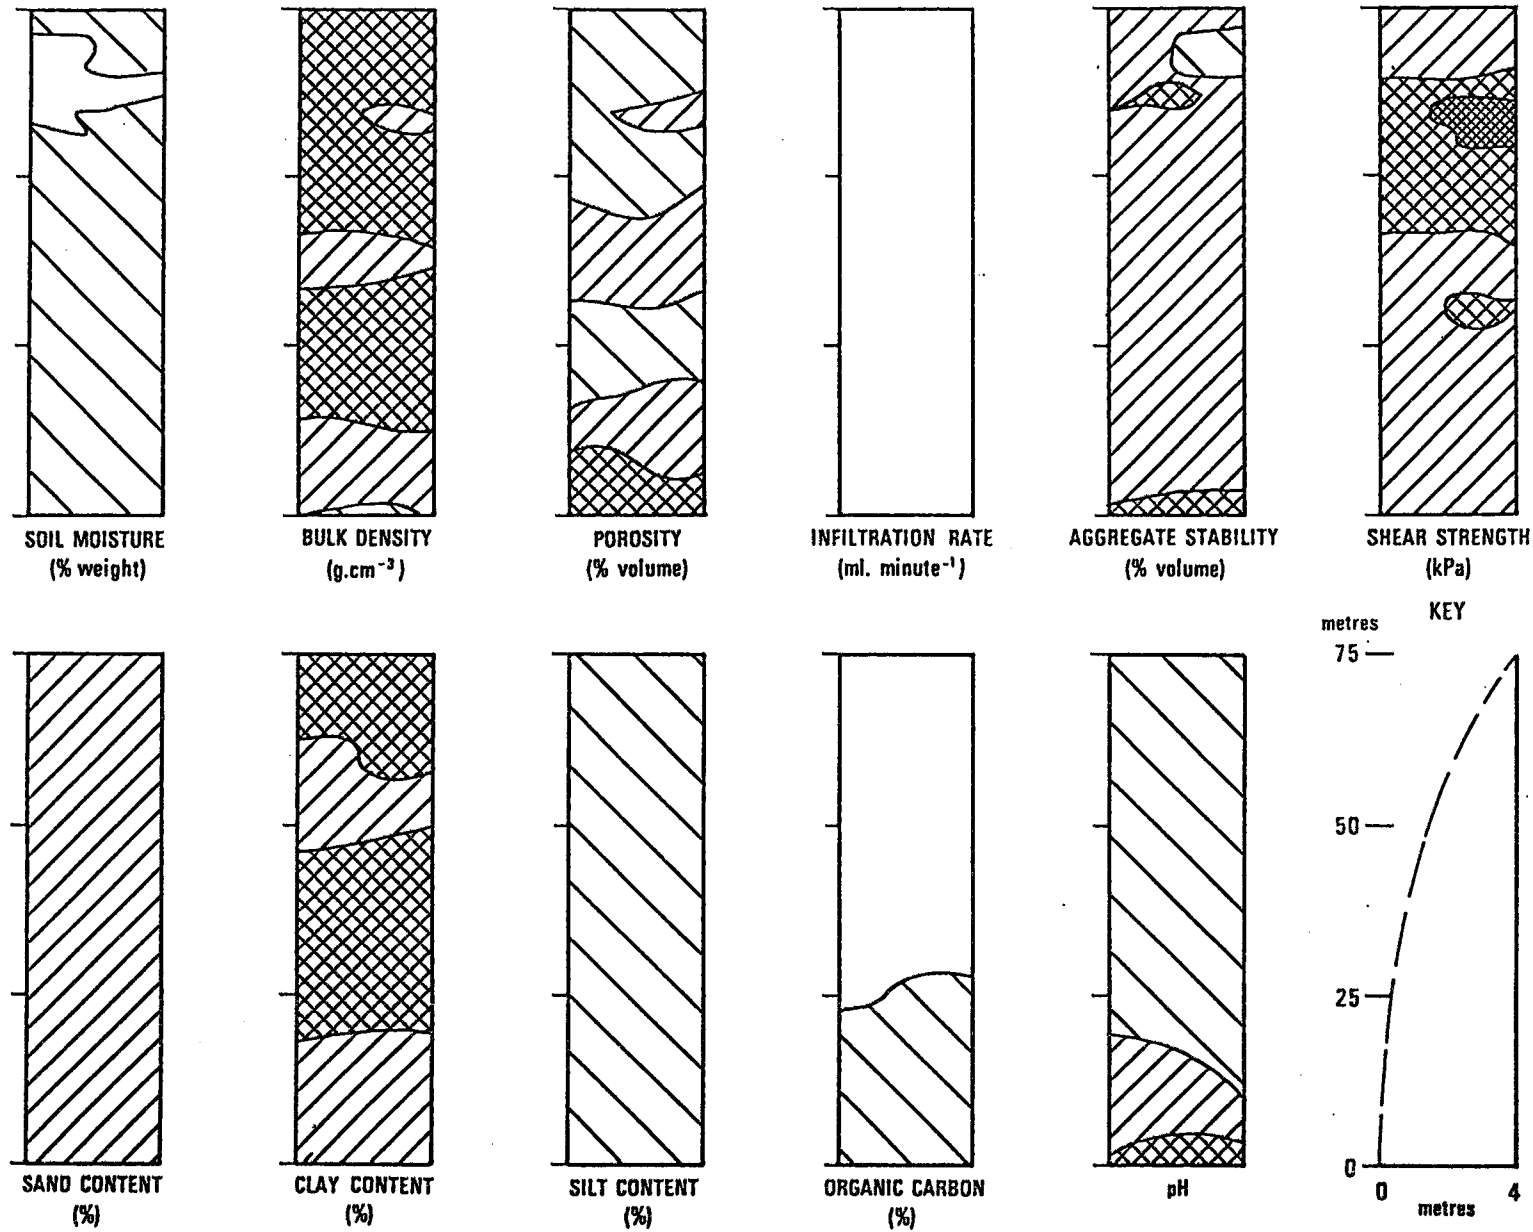 SOIL MOISTURE
(% weight)
BULK DENSITY
(g.cm⁻³)
POROSITY
(% volume)
INFILTRATION RATE
(ml. minute⁻¹)
AGGREGATE STABILITY
(% volume)
SHEAR STRENGTH
(kPa)
KEY
metres
75
50
25
0
0
4
metres
SAND CONTENT
(%)
CLAY CONTENT
(%)
SILT CONTENT
(%)
ORGANIC CARBON
(%)
pH